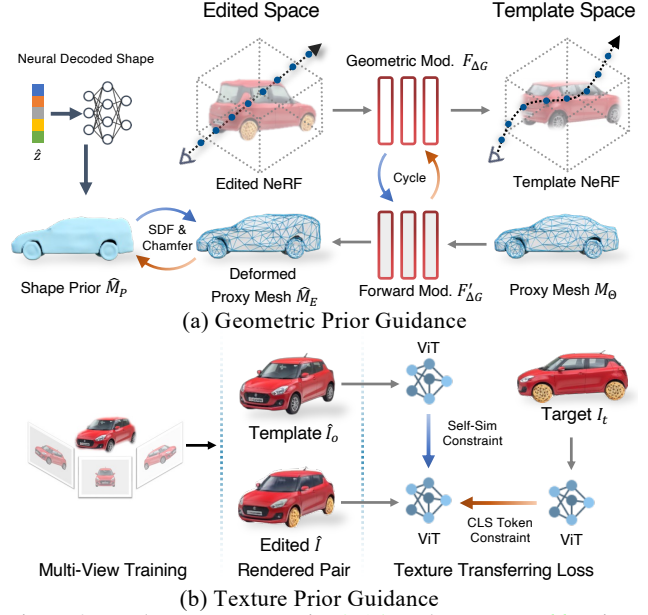 Edited Space
Template Space
Neural Decoded Shape
Geometric Mod. F_ΔG
ẑ
Edited NeRF
Template NeRF
Cycle
SDF &
Chamfer
Shape Prior M̂_P
Deformed
Proxy Mesh M̂_E
Forward Mod. F'_ΔG
Proxy Mesh M_Θ
(a) Geometric Prior Guidance
ViT
Template Î_o
Target I_t
Self-Sim
Constraint
Edited Î
ViT
CLS Token
Constraint
ViT
Multi-View Training
Rendered Pair
Texture Transferring Loss
(b) Texture Prior Guidance